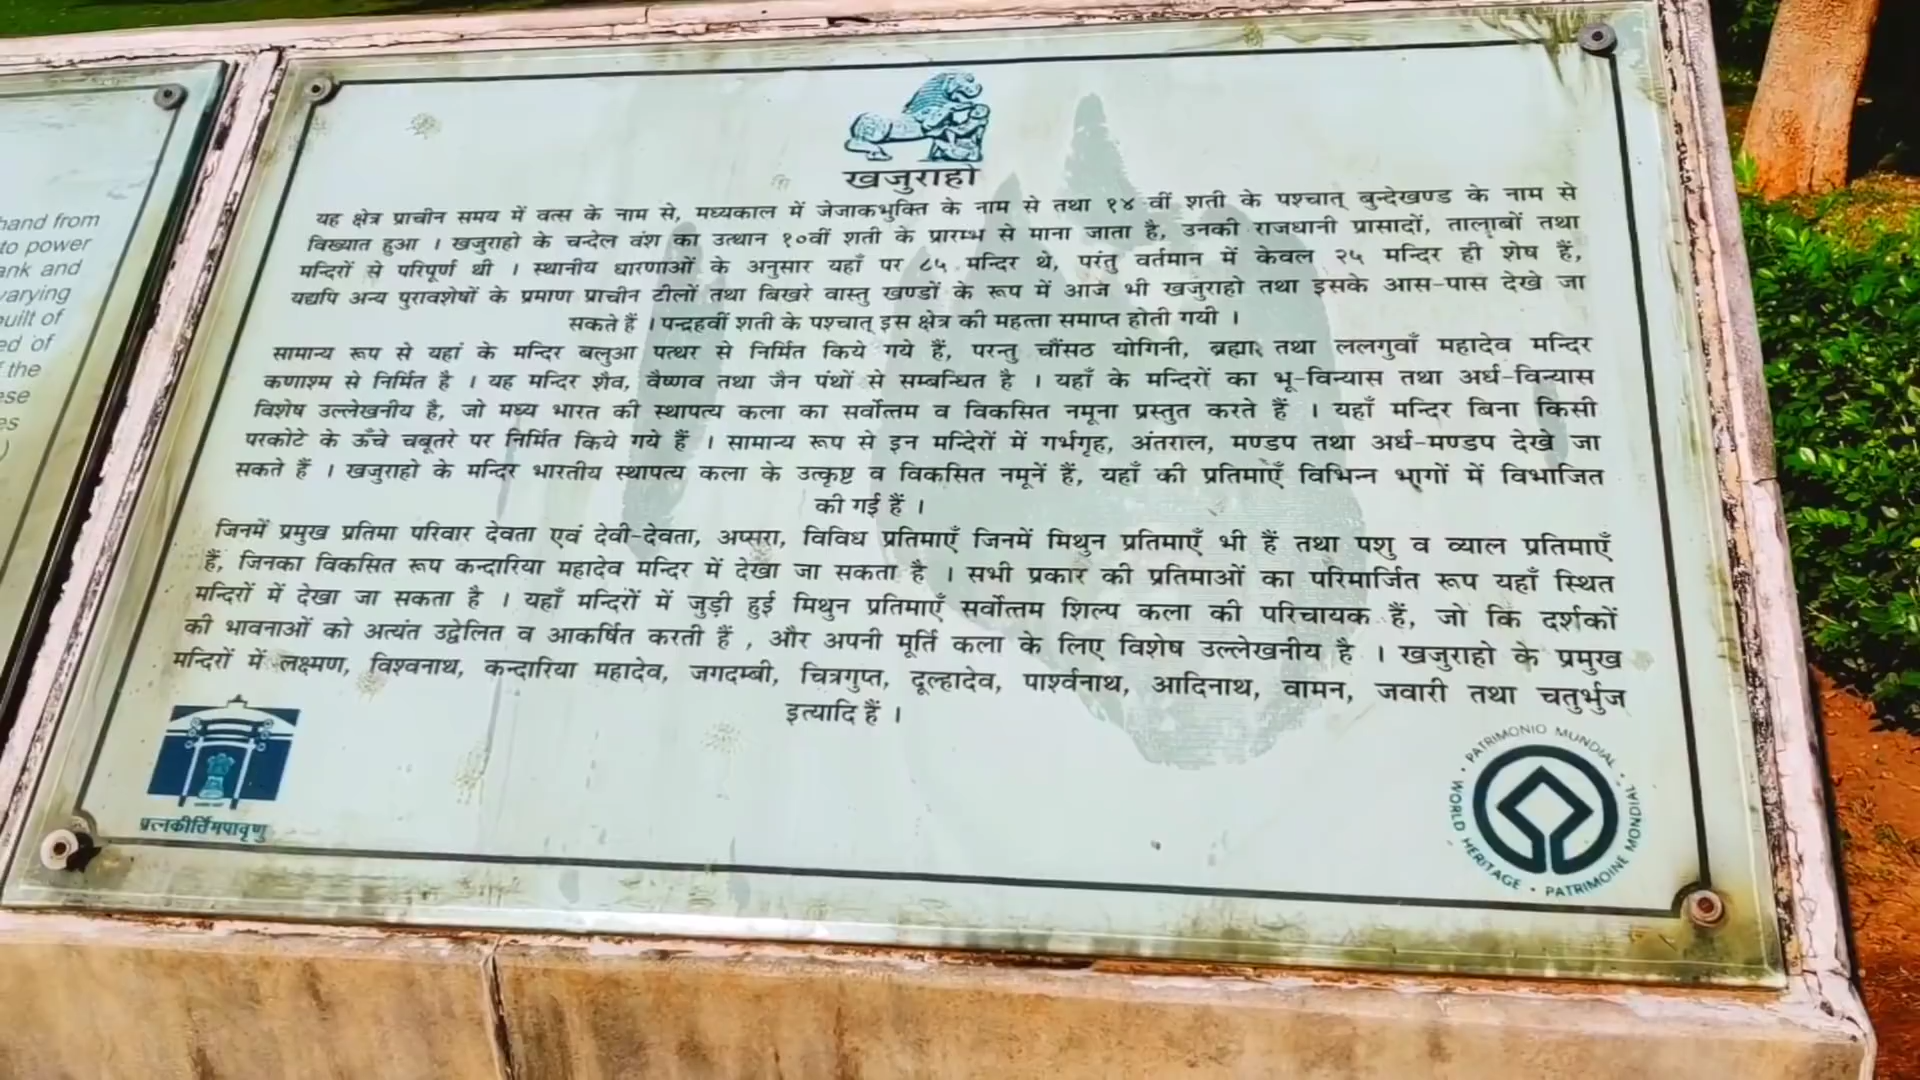 hand from
to power
ank and
varying
built of
ed of
f the
ese
es
)
खजुराहो
यह क्षेत्र प्राचीन समय में वत्स के नाम से, मध्यकाल में जेजाकभुक्ति के नाम से तथा १४ वीं शती के पश्चात् बुन्देखण्ड के नाम से
विख्यात हुआ । खजुराहो के चन्देल वंश का उत्थान १०वीं शती के प्रारम्भ से माना जाता है, उनकी राजधानी प्रासादों, तालाबों तथा
मन्दिरों से परिपूर्ण थी । स्थानीय धारणाओं के अनुसार यहाँ पर ८५ मन्दिर थे, परंतु वर्तमान में केवल २५ मन्दिर ही शेष हैं,
यद्यपि अन्य पुरावशेषों के प्रमाण प्राचीन टीलों तथा बिखरे वास्तु खण्डों के रूप में आज भी खजुराहो तथा इसके आस-पास देखे जा
सकते हैं । पन्द्रहवीं शती के पश्चात् इस क्षेत्र की महत्ता समाप्त होती गयी ।
सामान्य रूप से यहां के मन्दिर बलुआ पत्थर से निर्मित किये गये हैं, परन्तु चौंसठ योगिनी, ब्रह्मा तथा ललगुवाँ महादेव मन्दिर
कणाश्म से निर्मित है । यह मन्दिर शैव, वैष्णव तथा जैन पंथों से सम्बन्धित है । यहाँ के मन्दिरों का भू-विन्यास तथा अर्ध-विन्यास
विशेष उल्लेखनीय है, जो मध्य भारत की स्थापत्य कला का सर्वोत्तम व विकसित नमूना प्रस्तुत करते हैं । यहाँ मन्दिर बिना किसी
परकोटे के ऊँचे चबूतरे पर निर्मित किये गये हैं । सामान्य रूप से इन मन्दिरों में गर्भगृह, अंतराल, मण्डप तथा अर्ध-मण्डप देखे जा
सकते हैं । खजुराहो के मन्दिर भारतीय स्थापत्य कला के उत्कृष्ट व विकसित नमूनें हैं, यहाँ की प्रतिमाएँ विभिन्न भागों में विभाजित
की गई हैं ।
जिनमें प्रमुख प्रतिमा परिवार देवता एवं देवी-देवता, अप्सरा, विविध प्रतिमाएँ जिनमें मिथुन प्रतिमाएँ भी हैं तथा पशु व व्याल प्रतिमाएँ
हैं, जिनका विकसित रूप कन्दारिया महादेव मन्दिर में देखा जा सकता है । सभी प्रकार की प्रतिमाओं का परिमार्जित रूप यहाँ स्थित
मन्दिरों में देखा जा सकता है । यहाँ मन्दिरों में जुड़ी हुई मिथुन प्रतिमाएँ सर्वोत्तम शिल्प कला की परिचायक हैं, जो कि दर्शकों
की भावनाओं को अत्यंत उद्वेलित व आकर्षित करती हैं , और अपनी मूर्ति कला के लिए विशेष उल्लेखनीय है । खजुराहो के प्रमुख
मन्दिरों में लक्ष्मण, विश्वनाथ, कन्दारिया महादेव, जगदम्बी, चित्रगुप्त, दूल्हादेव, पार्श्वनाथ, आदिनाथ, वामन, जवारी तथा चतुर्भुज
इत्यादि हैं ।
प्रत्नकीर्त्तिमपावृणु
WORLD HERITAGE • PATRIMOINE MONDIAL • PATRIMONIO MUNDIAL •